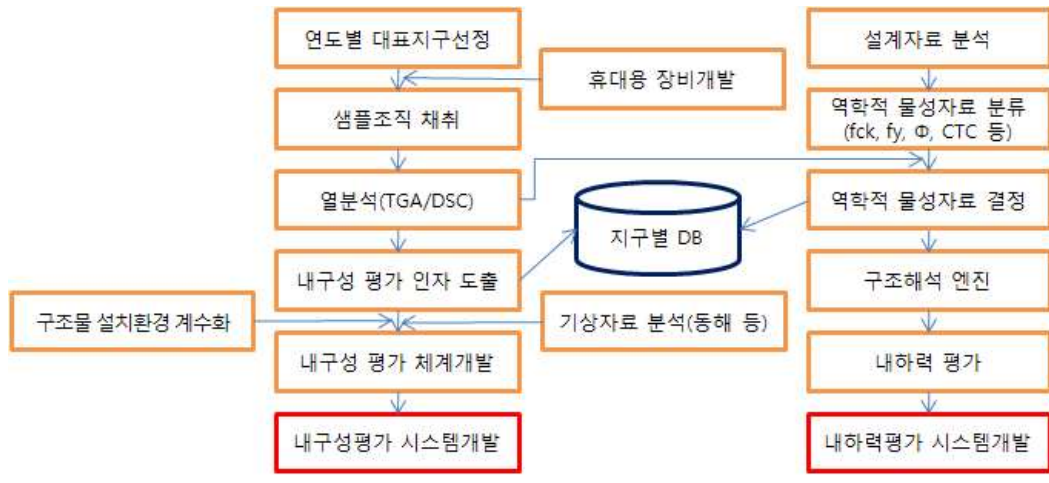 연도별 대표지구선정
설계자료 분석
휴대용 장비개발
샘플조직 채취
역학적 물성자료 분류
(fck, fy, Φ, CTC 등)
열분석(TGA/DSC)
지구별 DB
역학적 물성자료 결정
내구성 평가 인자 도출
구조해석 엔진
구조물 설치환경 계수화
기상자료 분석(동해 등)
내구성 평가 체계개발
내하력 평가
내구성평가 시스템개발
내하력평가 시스템개발